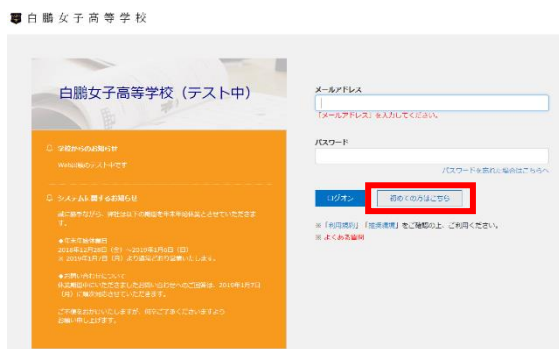 白鵬女子高等学校
白鵬女子高等学校（テスト中）
学校からのお知らせ
Web出願のテスト中です
システムに関するお知らせ
誠に勝手ながら、弊社は以下の期間を年末年始休業とさせていただきます。
●年末年始休業日
2018年12月28日（金）～2019年1月6日（日）
※ 2019年1月7日（月）より通常どおり営業いたします。
●お問い合わせについて
休業期間中にいただきましたお問い合わせへのご回答は、2019年1月7日
（月）に順次対応させていただきます。
ご不便をおかけいたしますが、何卒ご了承くださいますよう
お願い申し上げます。
メールアドレス
「メールアドレス」を入力してください。
パスワード
パスワードを忘れた場合はこちらへ
ログオン
初めての方はこちら
※「利用規約」「推奨環境」をご確認の上、ご利用ください。
※ よくある質問